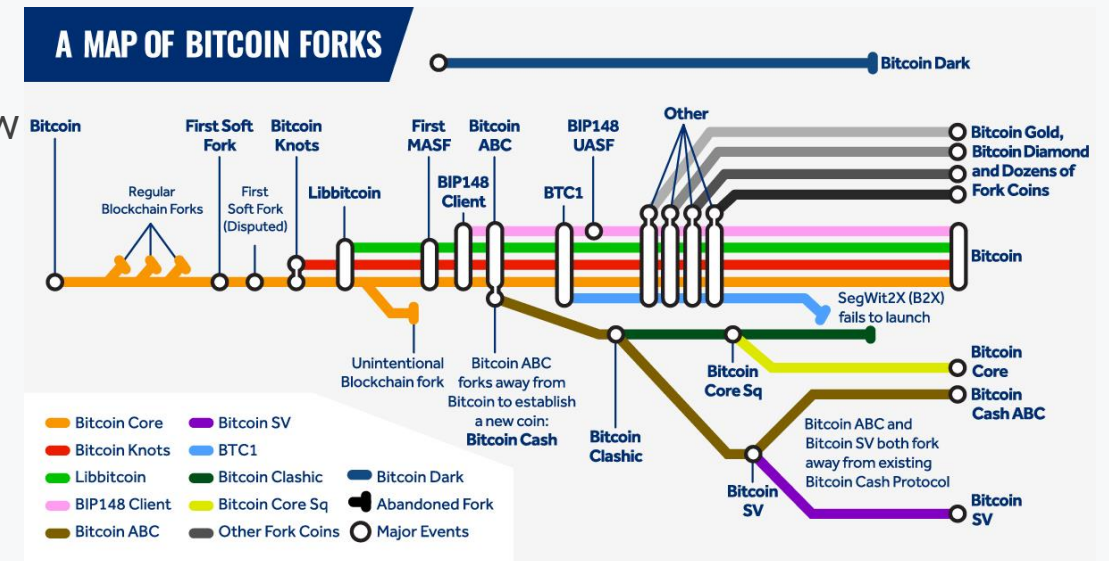 A MAP OF BITCOIN FORKS
Bitcoin Dark
w
Bitcoin
First Soft
Fork
Bitcoin
Knots
First
MASF
Bitcoin
ABC
BIP148
UASF
Other
Regular
Blockchain Forks
First
Soft Fork
(Disputed)
Libbitcoin
BIP148
Client
BTC1
Bitcoin Gold,
Bitcoin Diamond
and Dozens of
Fork Coins
Bitcoin
SegWit2X (B2X)
fails to launch
Unintentional
Blockchain fork
Bitcoin ABC
forks away from
Bitcoin to establish
a new coin:
Bitcoin Cash
Bitcoin
Clashic
Bitcoin
Core Sq
Bitcoin
Core
Bitcoin
Cash ABC
Bitcoin ABC and
Bitcoin SV both fork
away from existing
Bitcoin Cash Protocol
Bitcoin
SV
Bitcoin
SV
Bitcoin Core
Bitcoin Knots
Libbitcoin
BIP148 Client
Bitcoin ABC
Bitcoin SV
BTC1
Bitcoin Clashic
Bitcoin Core Sq
Other Fork Coins
Bitcoin Dark
Abandoned Fork
Major Events